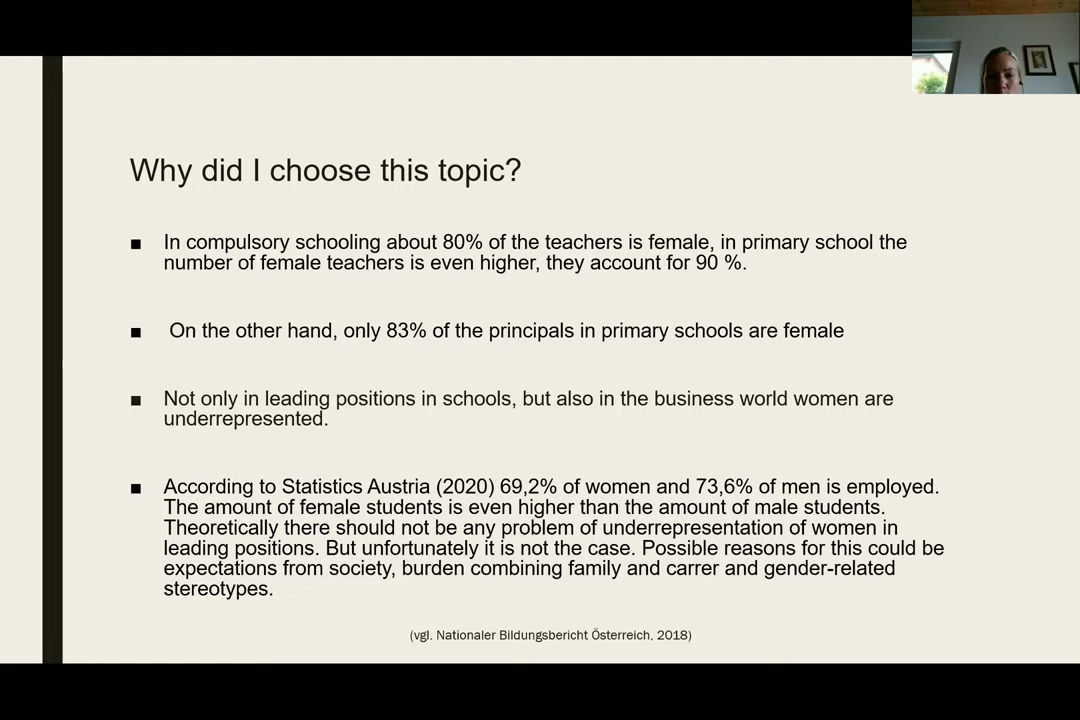 Why did I choose this topic?
■ In compulsory schooling about 80% of the teachers is female, in primary school the
number of female teachers is even higher, they account for 90 %.
■ On the other hand, only 83% of the principals in primary schools are female
■ Not only in leading positions in schools, but also in the business world women are
underrepresented.
■ According to Statistics Austria (2020) 69,2% of women and 73,6% of men is employed.
The amount of female students is even higher than the amount of male students.
Theoretically there should not be any problem of underrepresentation of women in
leading positions. But unfortunately it is not the case. Possible reasons for this could be
expectations from society, burden combining family and carrer and gender-related
stereotypes.
(vgl. Nationaler Bildungsbericht Österreich, 2018)